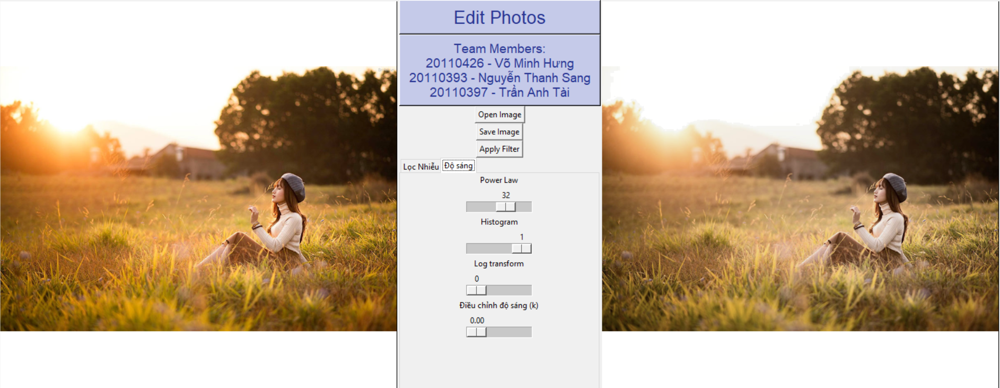 Edit Photos
Team Members:
20110426 - Võ Minh Hưng
20110393 - Nguyễn Thanh Sang
20110397 - Trần Anh Tài
Open Image
Save Image
Apply Filter
Lọc Nhiễu
Độ sáng
Power Law
32
Histogram
1
Log transform
0
Điều chỉnh độ sáng (k)
0.00